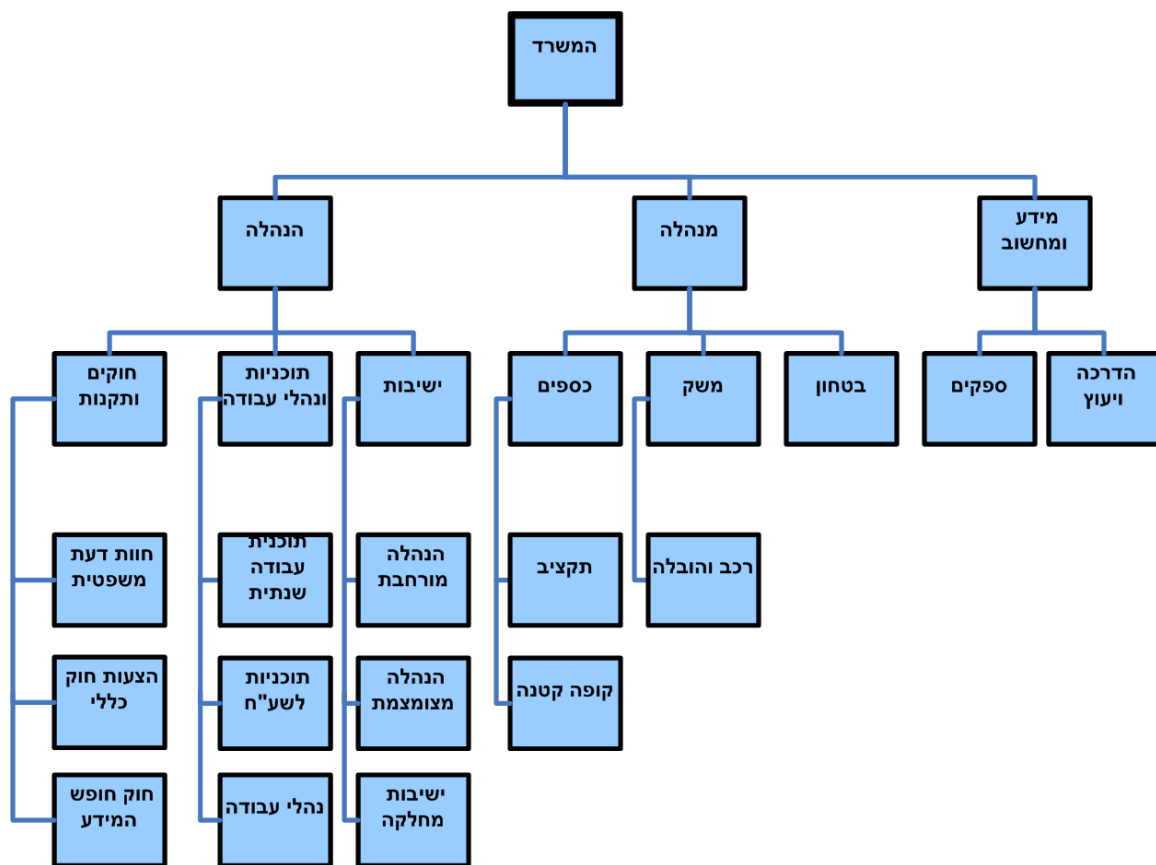 המשרד
מידע
ומחשוב
מנהלה
הנהלה
הדרכה
ויעוץ
ספקים
בטחון
משק
כספים
ישיבות
תוכניות
ונהלי עבודה
חוקים
ותקנות
רכב והובלה
תקציב
הנהלה
מורחבת
תוכנית
עבודה
שנתית
חוות דעת
משפטית
קופה קטנה
הנהלה
מצומצמת
תוכניות
לשע"ח
הצעות חוק
כללי
ישיבות
מחלקה
נהלי עבודה
חוק חופש
המידע